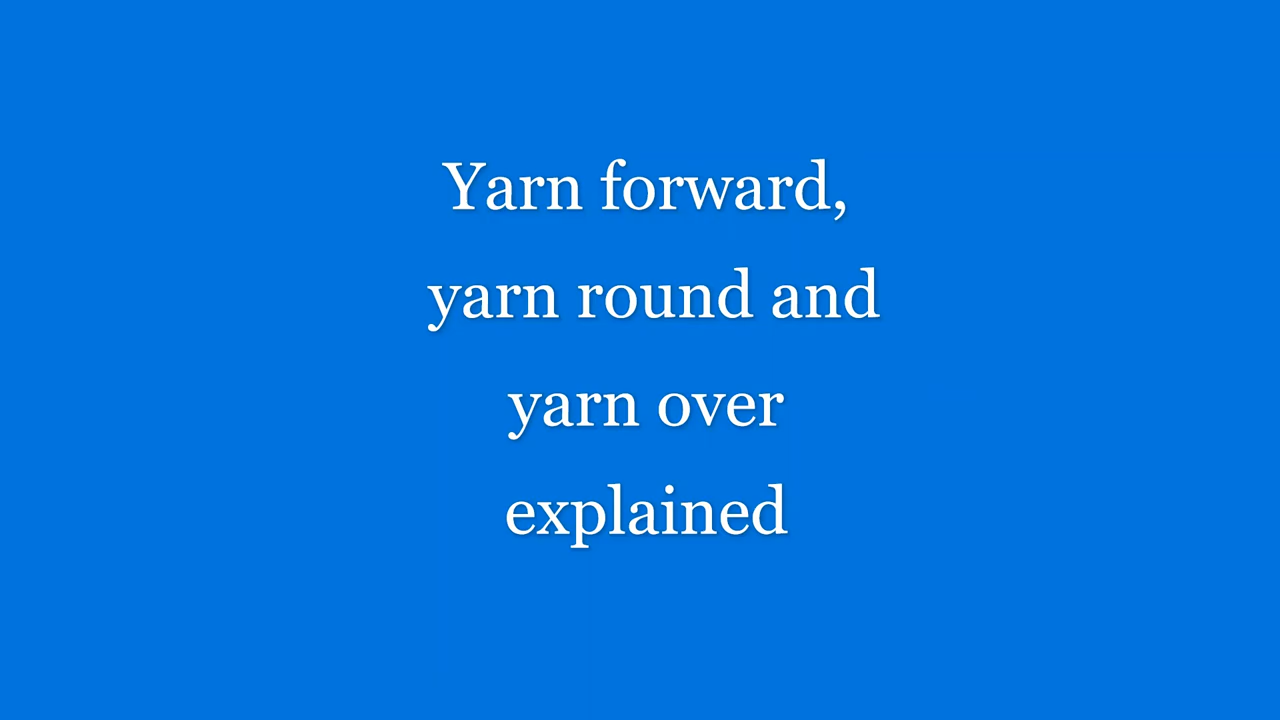 Yarn forward,
yarn round and
yarn over
explained